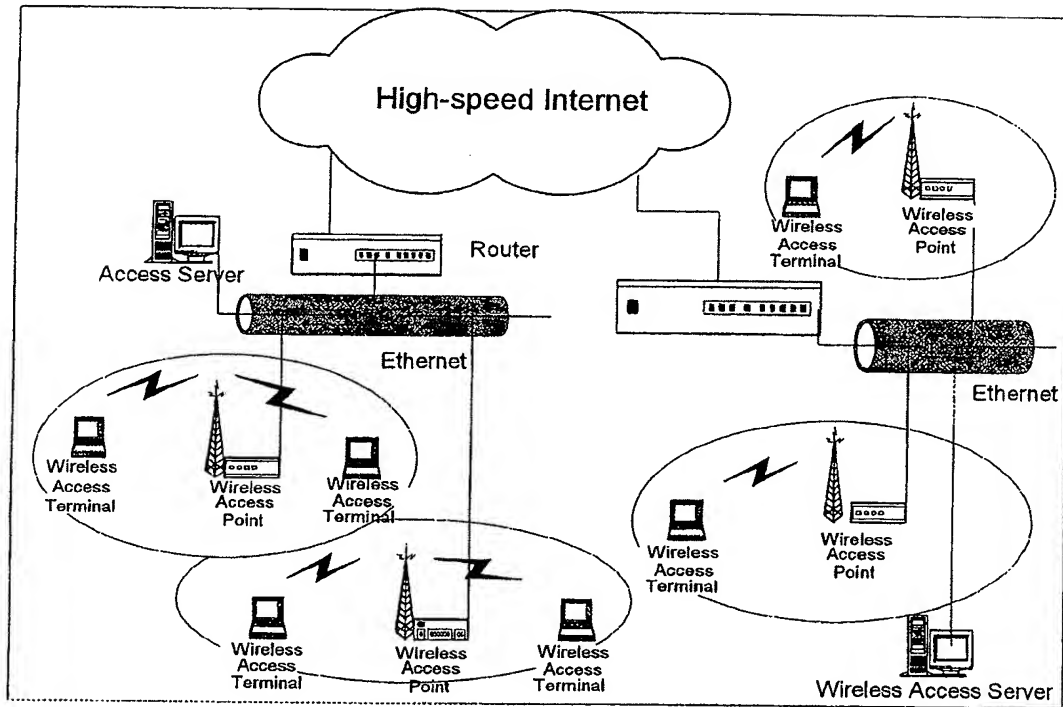 High-speed Internet
Wireless
Access
Terminal
Wireless
Access
Point
Access Server
Router
Ethernet
Ethernet
Wireless
Access
Terminal
Wireless
Access
Point
Wireless
Access
Terminal
Wireless
Access
Terminal
Wireless
Access
Point
Wireless
Access
Terminal
Wireless
Access
Point
Wireless
Access
Terminal
Wireless Access Server